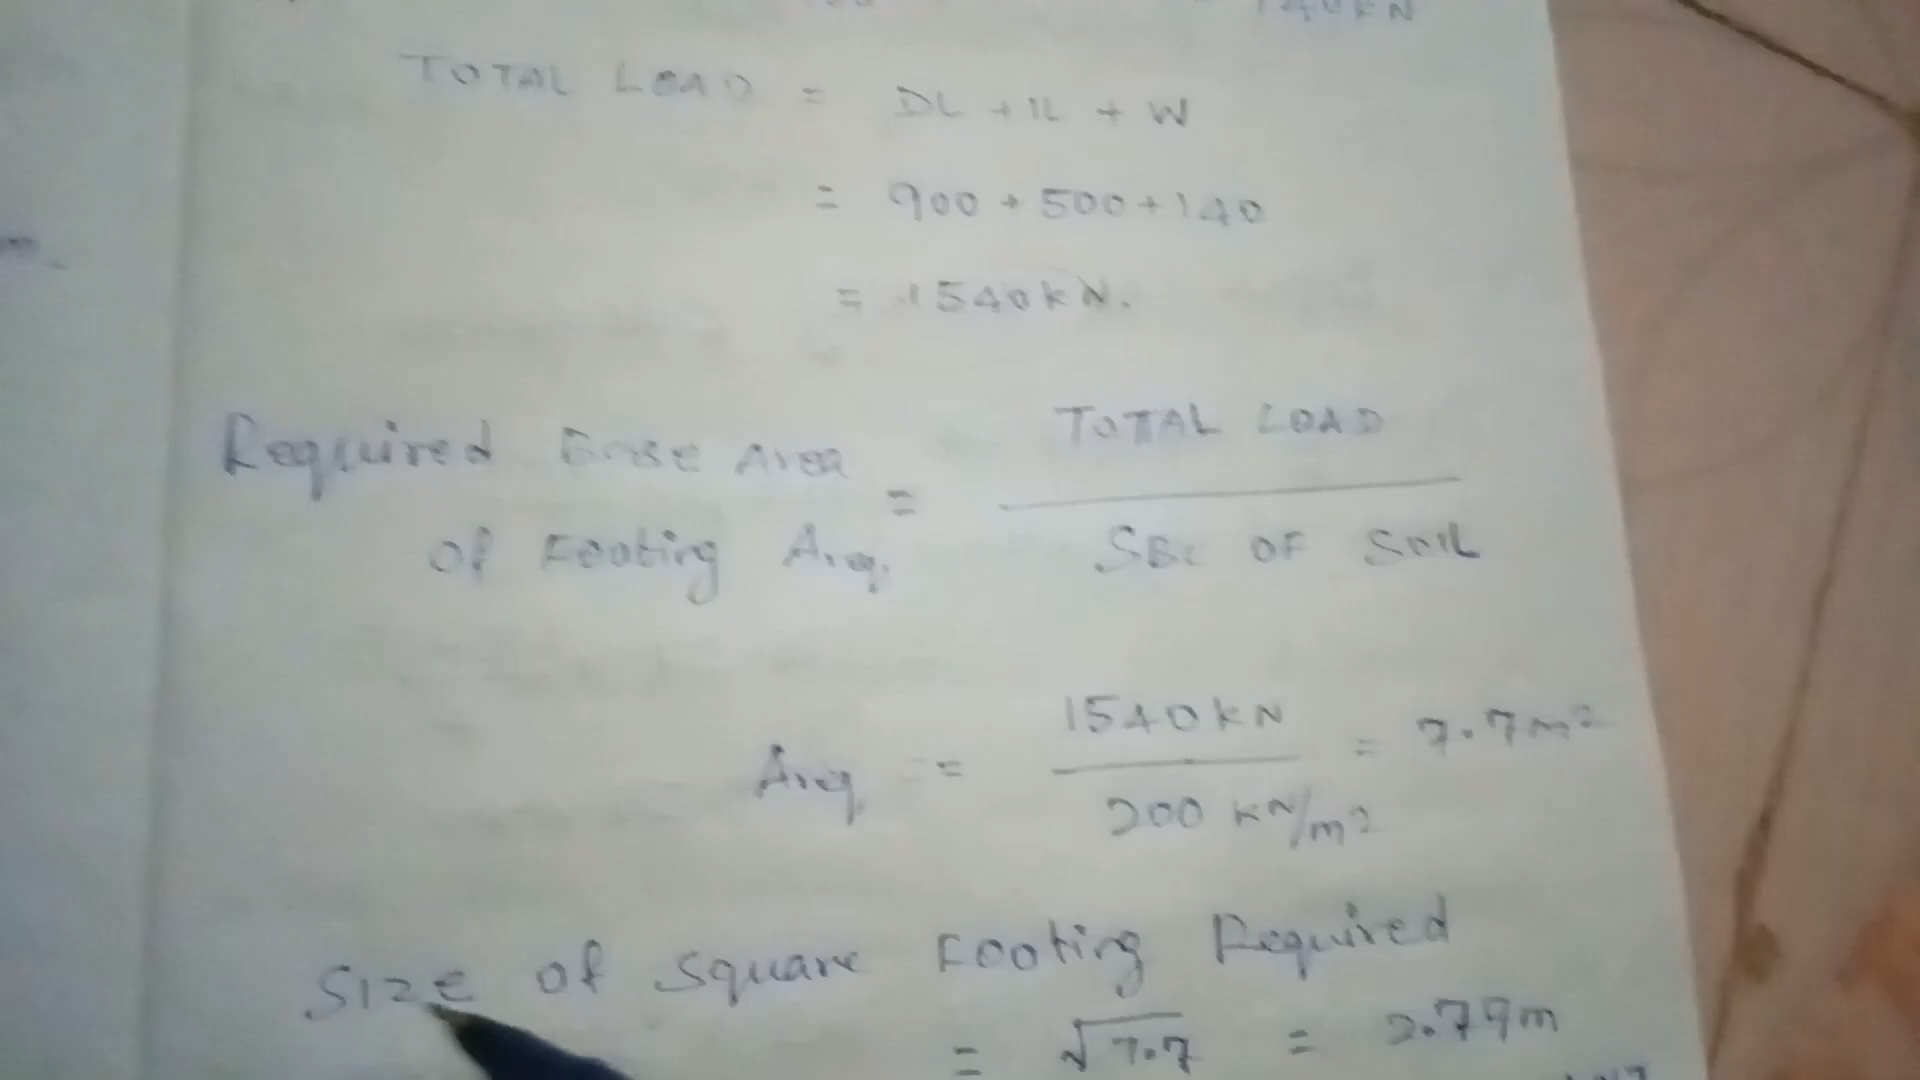 140KN
TOTAL LOAD = DL + IL + W
= 900 + 500 + 140
= 1540kN.
Required Base Area
of Footing Areq. = TOTAL LOAD
SBC OF SOIL
Areq = 1540KN = 7.7m²
200 KN/m²
Size of Square Footing Required
= √7.7 = 2.79m